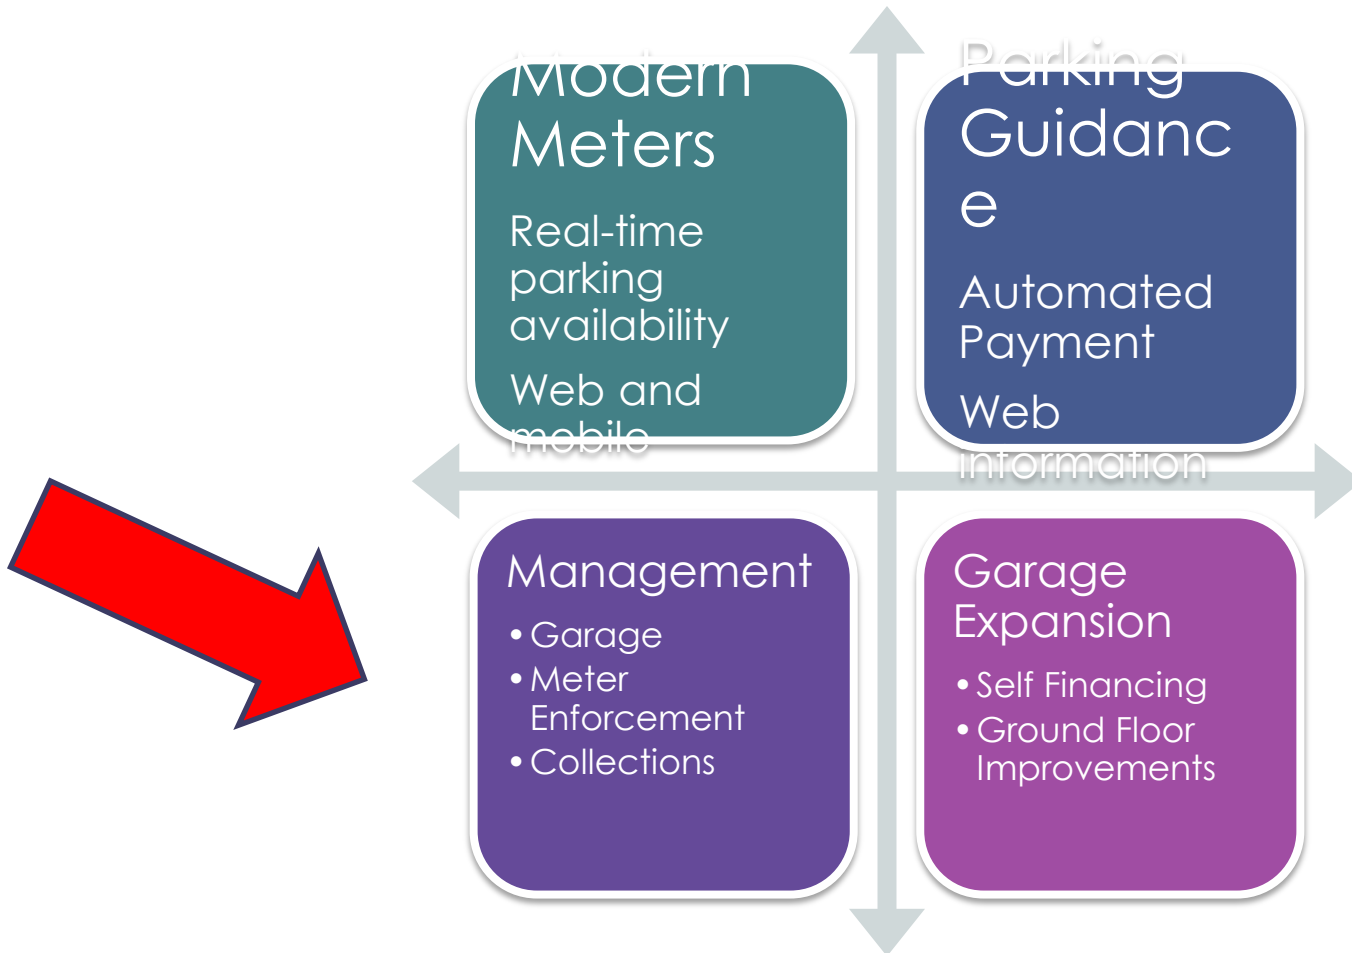 Modern
Meters
Real-time
parking
availability
Web and
mobile
Parking
Guidanc
e
Automated
Payment
Web
information
Management
• Garage
• Meter
Enforcement
• Collections
Garage
Expansion
• Self Financing
• Ground Floor
Improvements